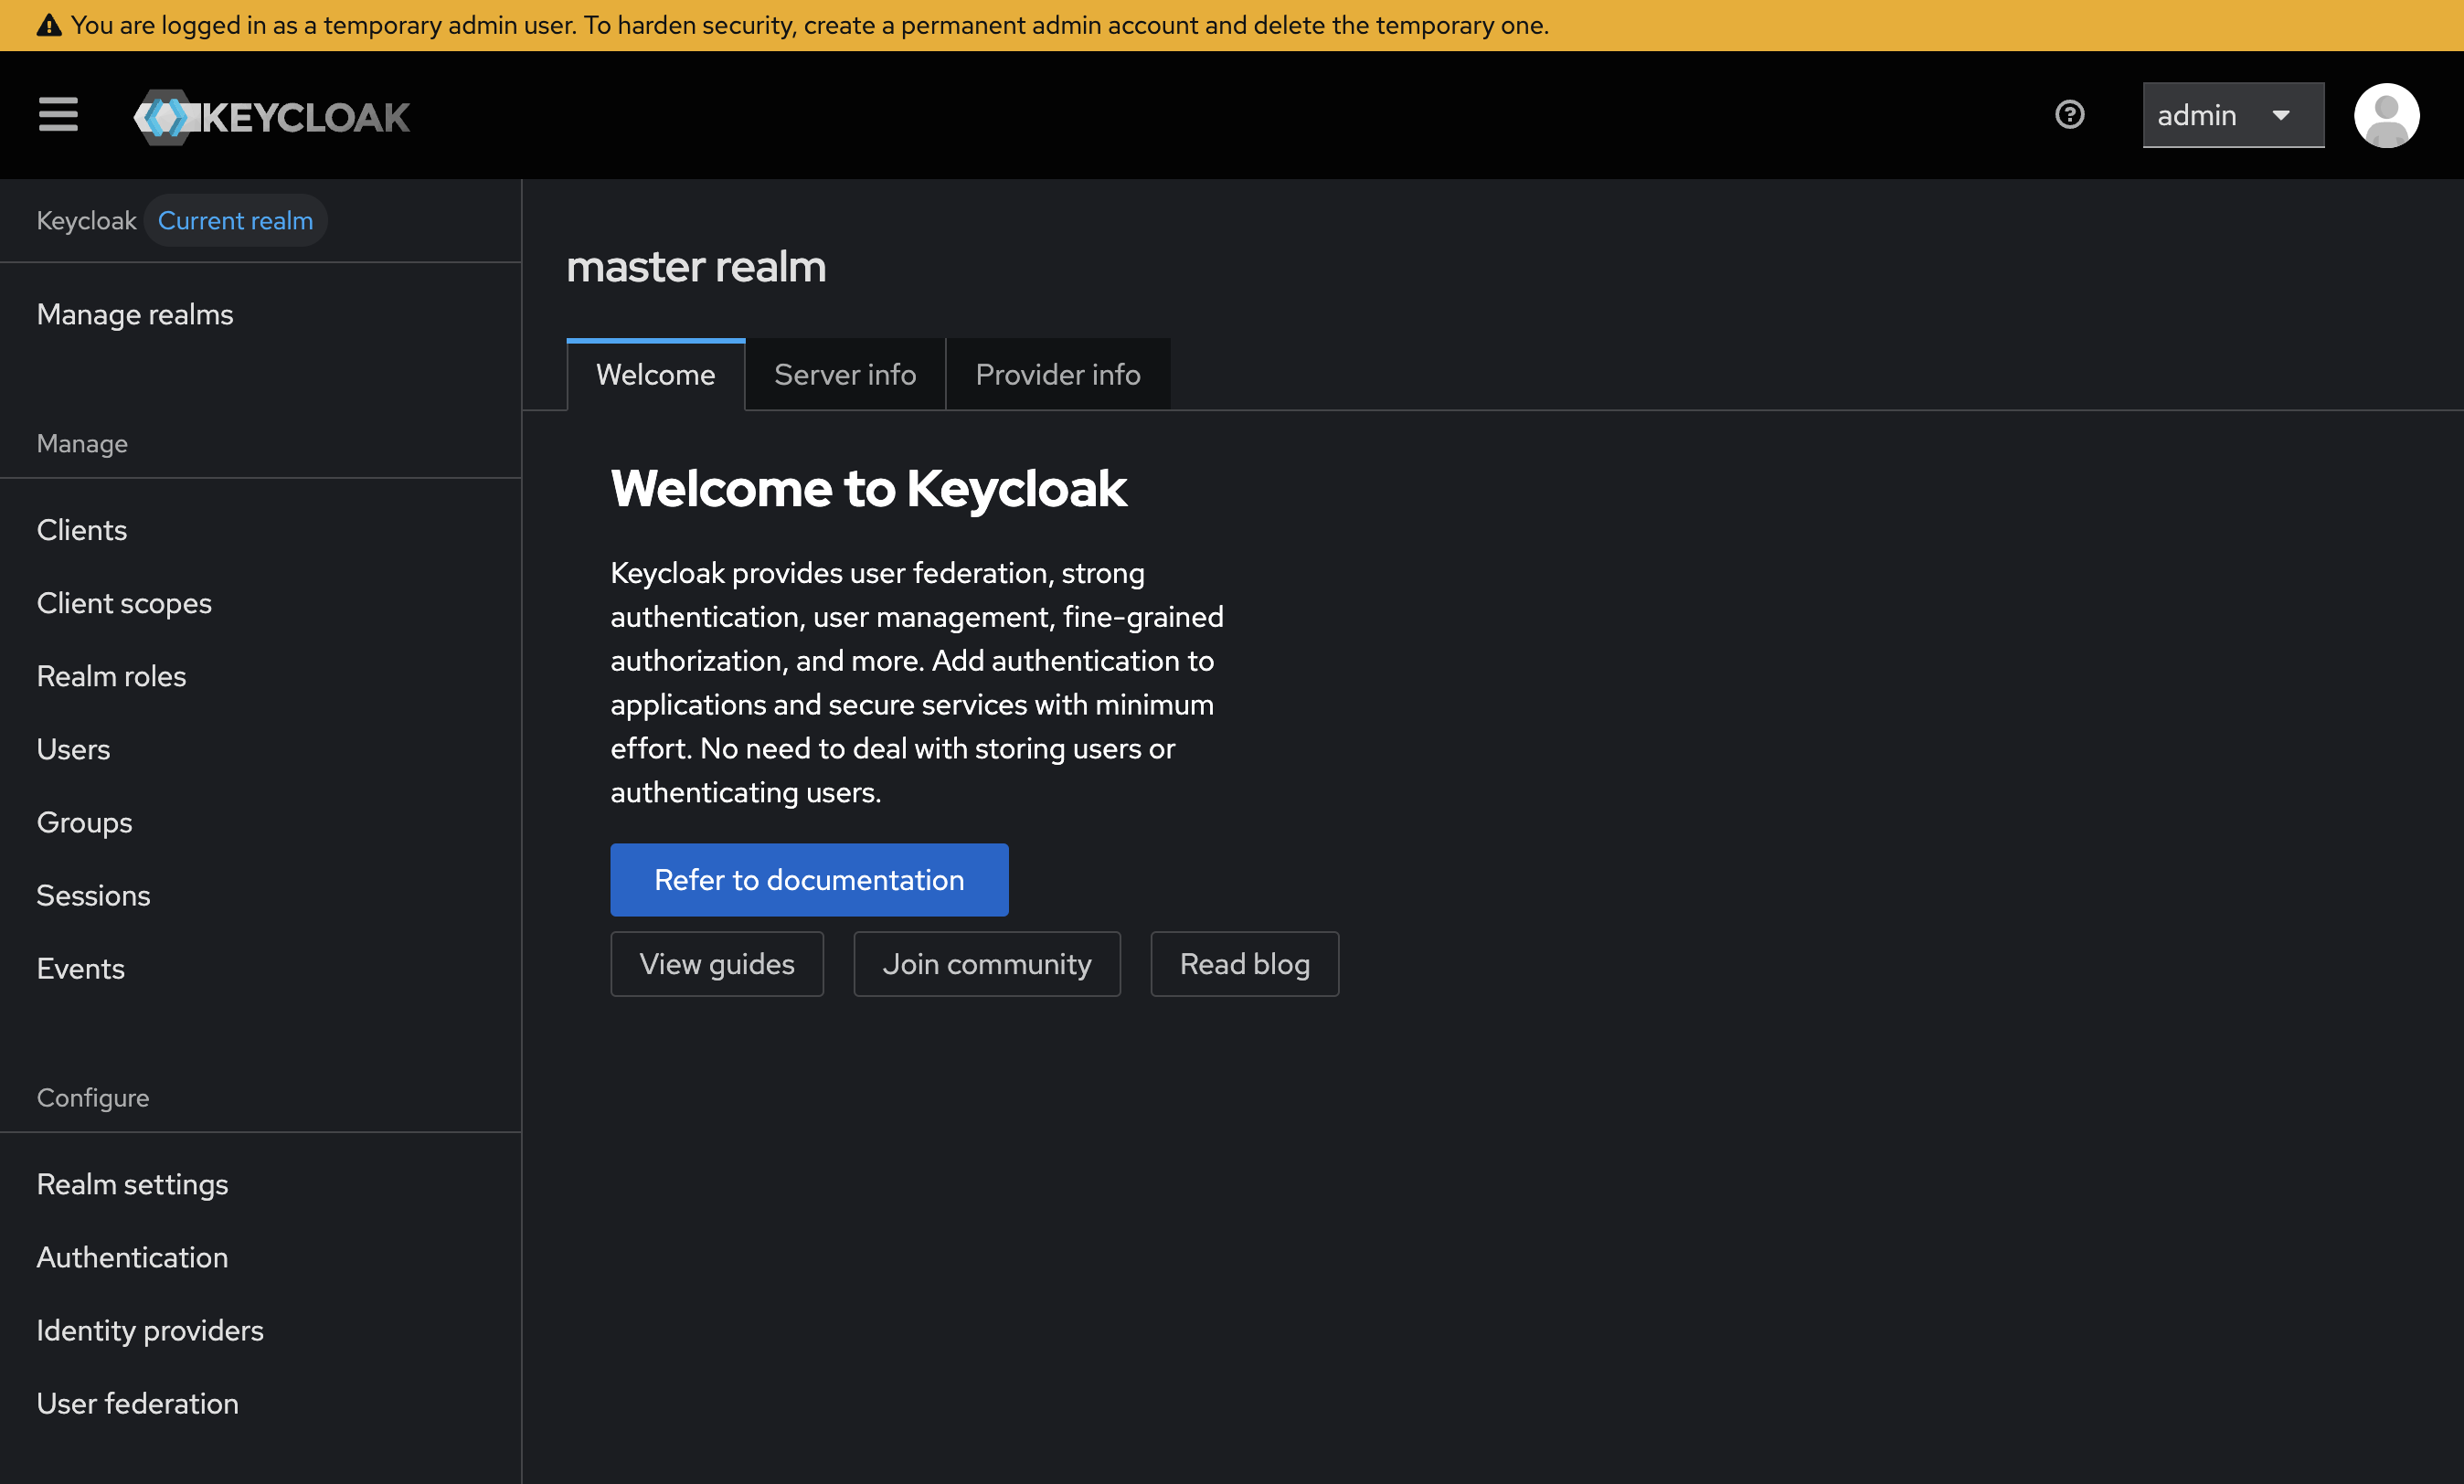 You are logged in as a temporary admin user. To harden security, create a permanent admin account and delete the temporary one.
KEYCLOAK
admin
Keycloak Current realm
Manage realms
Manage
Clients
Client scopes
Realm roles
Users
Groups
Sessions
Events
Configure
Realm settings
Authentication
Identity providers
User federation
master realm
Welcome Server info Provider info
Welcome to Keycloak
Keycloak provides user federation, strong
authentication, user management, fine-grained
authorization, and more. Add authentication to
applications and secure services with minimum
effort. No need to deal with storing users or
authenticating users.
Refer to documentation
View guides Join community Read blog